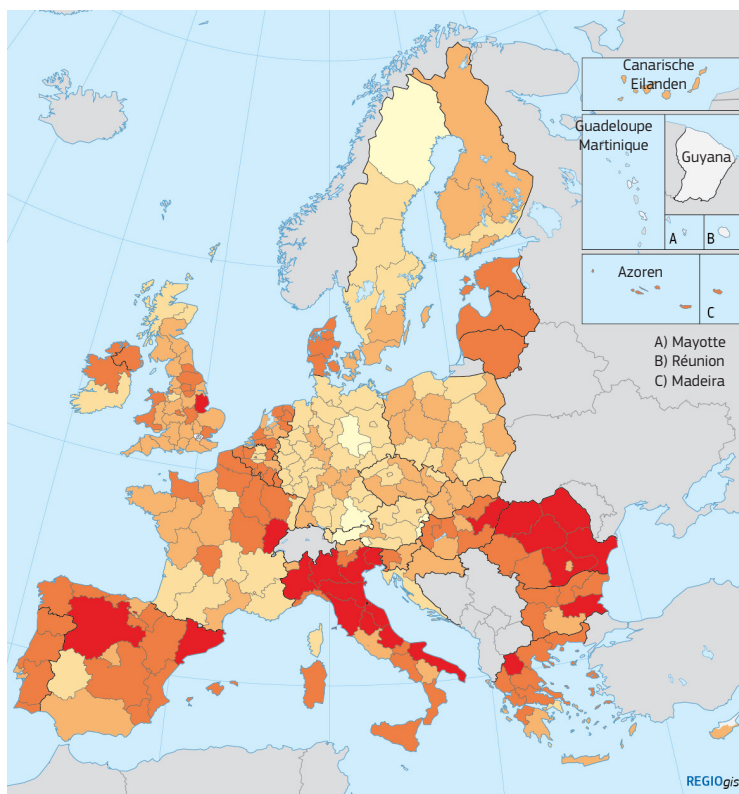 Canarische
Eilanden
Guadeloupe
Martinique
Guyana
A
B
Azoren
C
A) Mayotte
B) Réunion
C) Madeira
REGIOgis